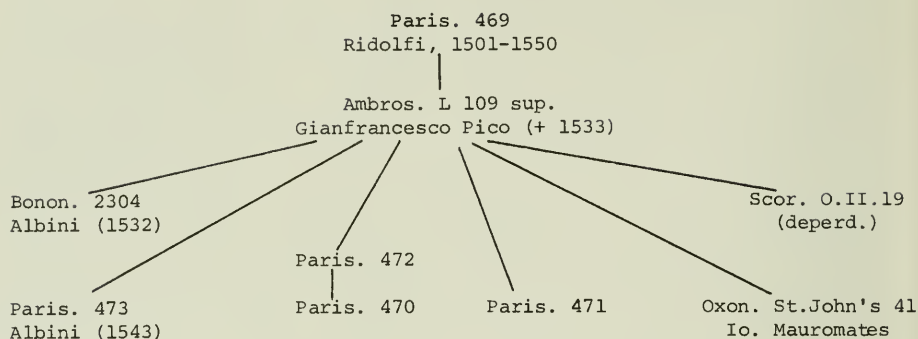 Paris. 469
Ridolfi, 1501-1550
Ambros. L 109 sup.
Gianfrancesco Pico (+ 1533)
Bonon. 2304
Albini (1532)
Scor. O.II.19
(deperd.)
Paris. 472
Paris. 473
Albini (1543)
Paris. 470
Paris. 471
Oxon. St.John's 41
Io. Mauromates